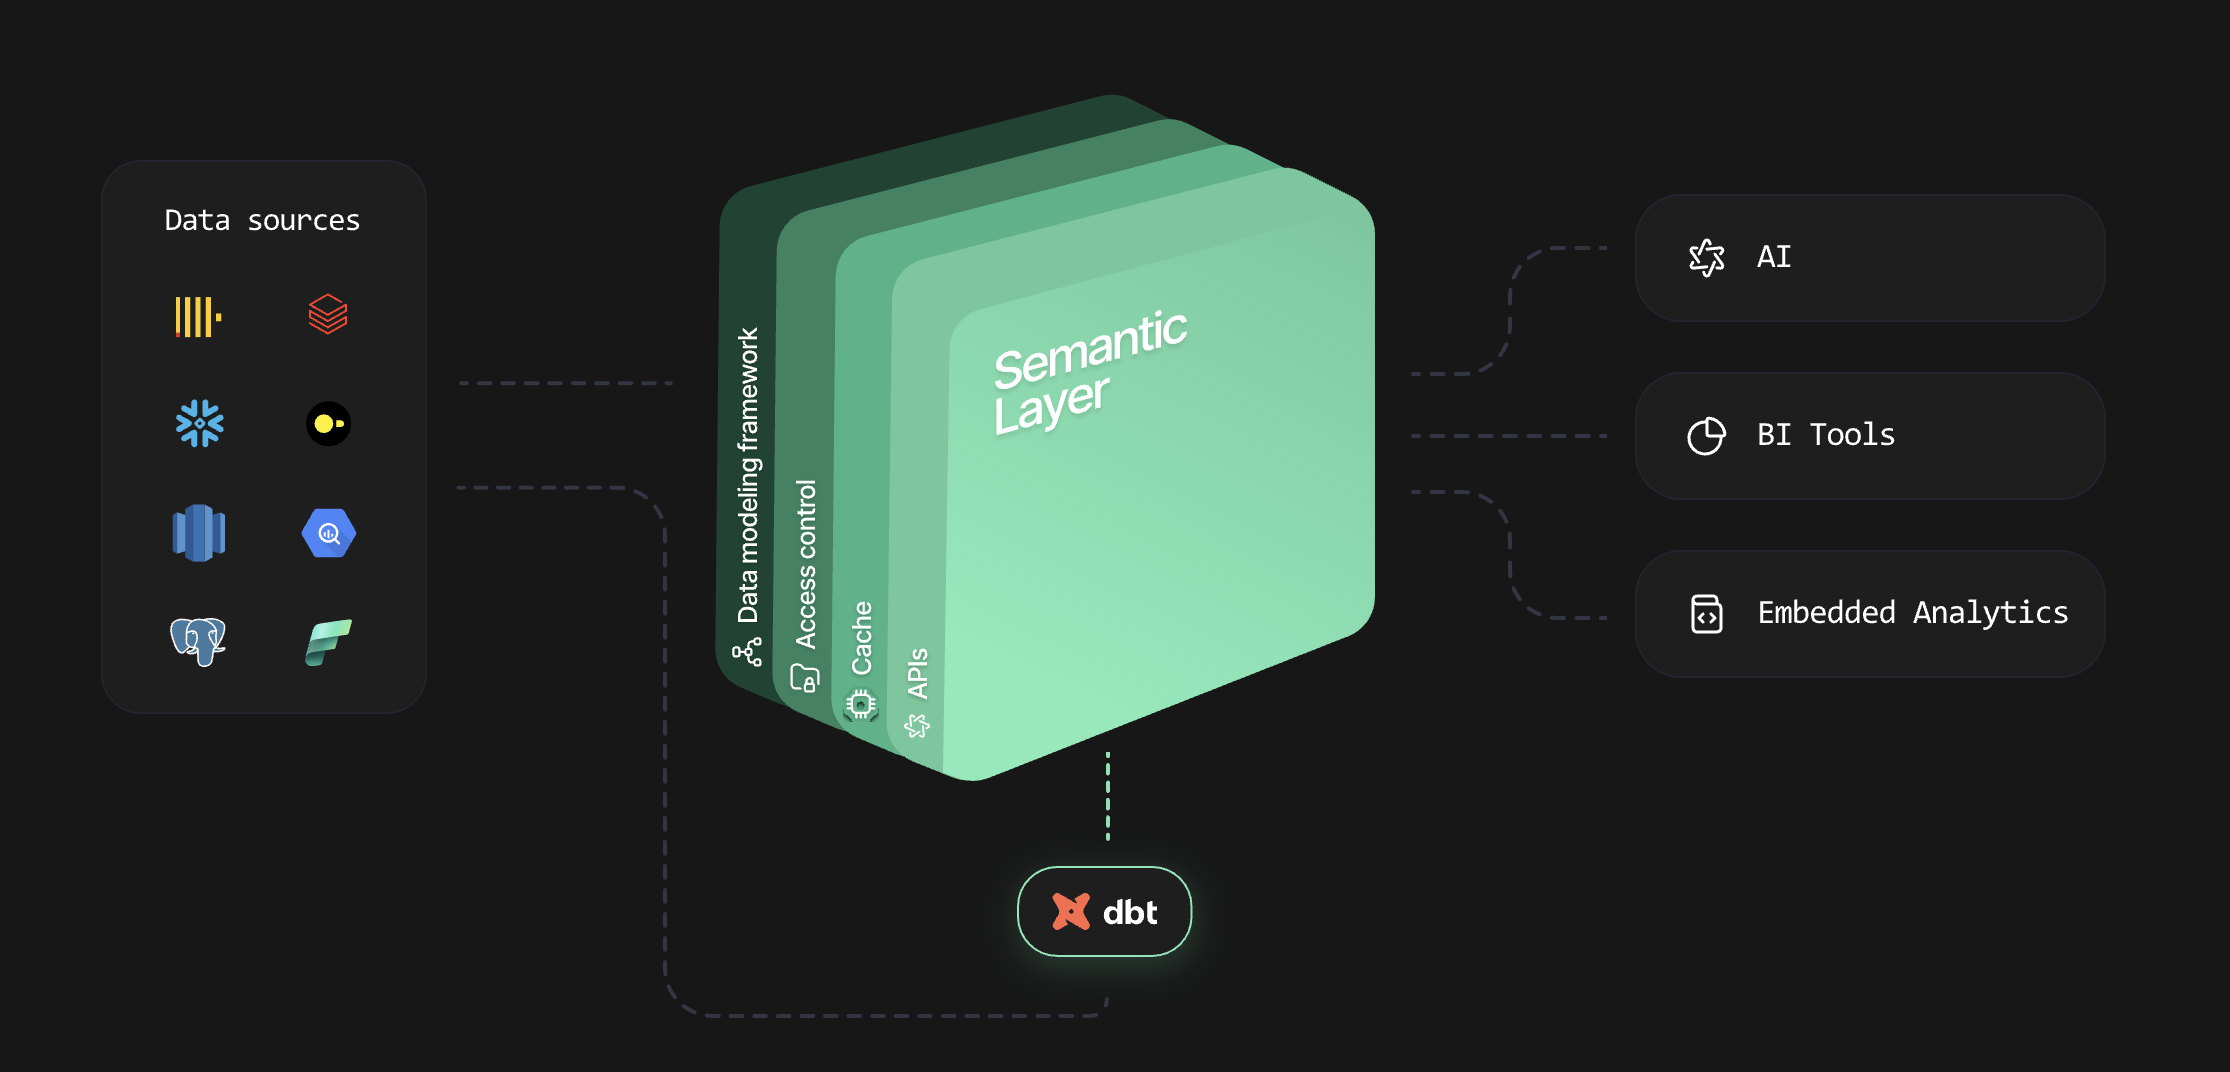 Data sources
Data modeling framework
Access control
Cache
APIs
Semantic
Layer
AI
BI Tools
Embedded Analytics
dbt